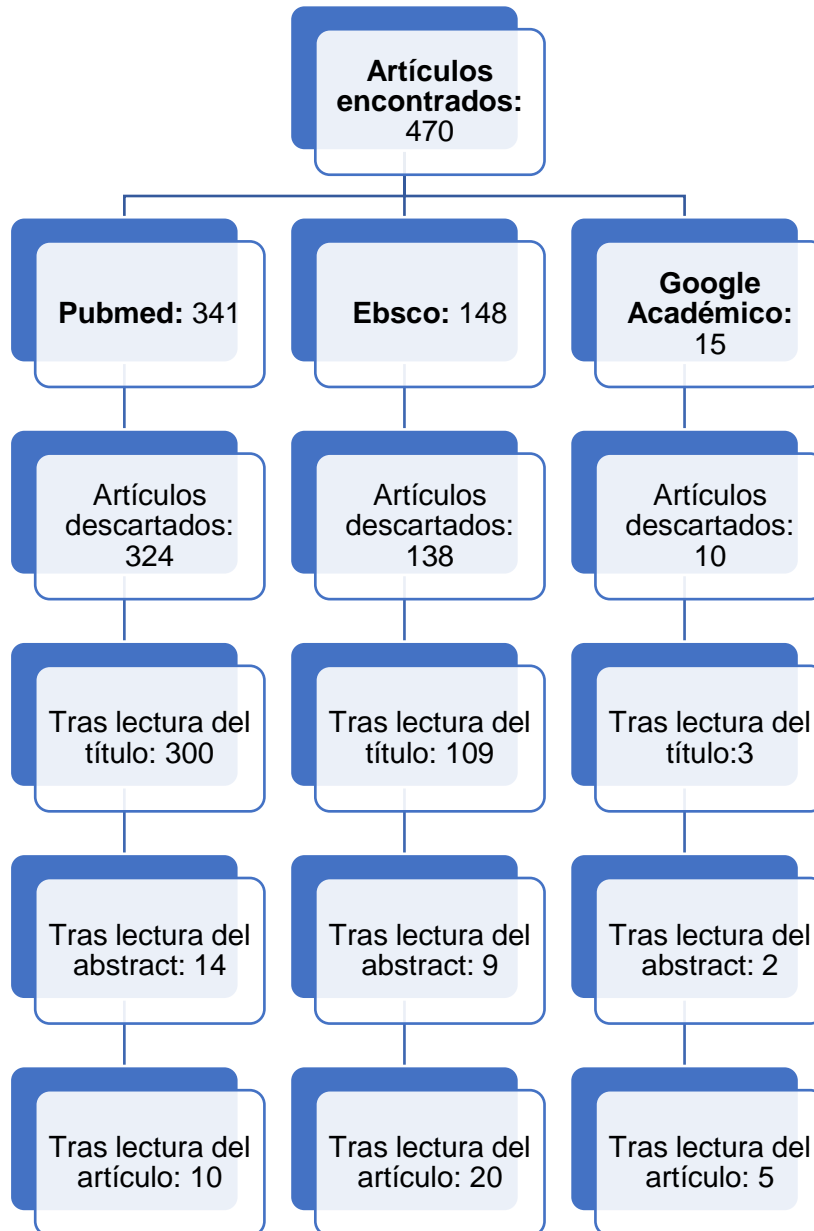 Artículos
encontrados:
470
Pubmed: 341
Ebsco: 148
Google
Académico:
15
Artículos
descartados:
324
Artículos
descartados:
138
Artículos
descartados:
10
Tras lectura del
título: 300
Tras lectura del
título: 109
Tras lectura del
título:3
Tras lectura del
abstract: 14
Tras lectura del
abstract: 9
Tras lectura del
abstract: 2
Tras lectura del
artículo: 10
Tras lectura del
artículo: 20
Tras lectura del
artículo: 5